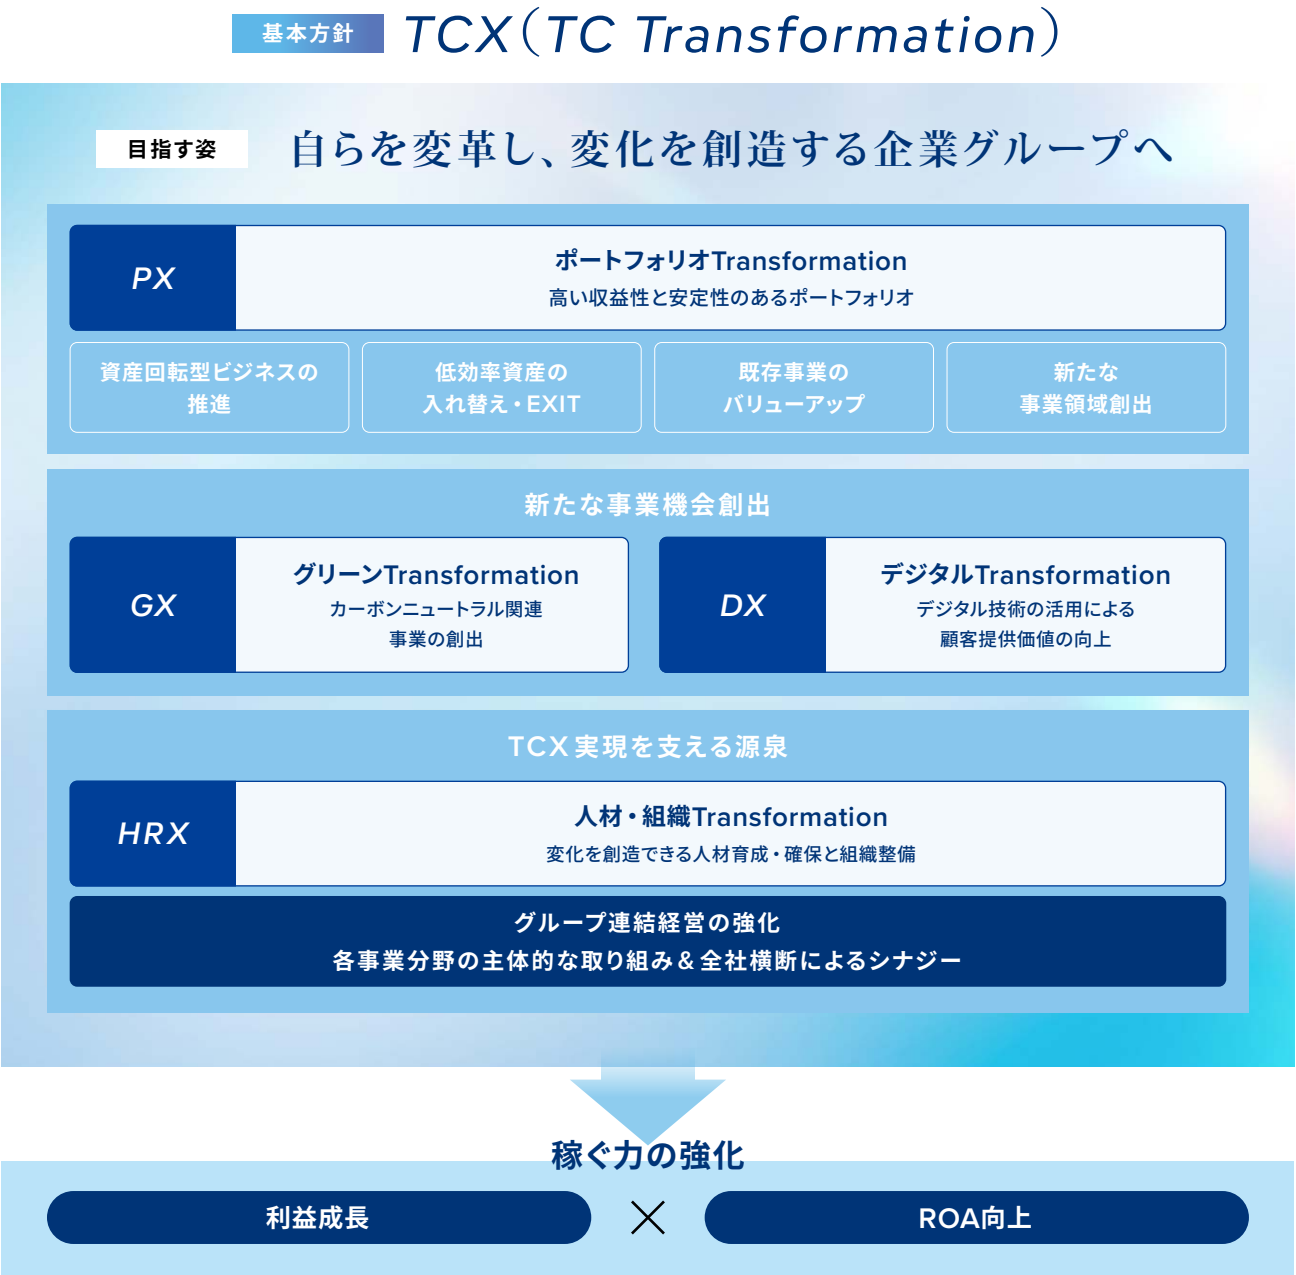 基本方針 TCX（TC Transformation）
目指す姿 自らを変革し、変化を創造する企業グループへ
PX
ポートフォリオTransformation
高い収益性と安定性のあるポートフォリオ
資産回転型ビジネスの
推進
低効率資産の
入れ替え・EXIT
既存事業の
バリューアップ
新たな
事業領域創出
新たな事業機会創出
GX
グリーンTransformation
カーボンニュートラル関連
事業の創出
DX
デジタルTransformation
デジタル技術の活用による
顧客提供価値の向上
TCX実現を支える源泉
HRX
人材・組織Transformation
変化を創造できる人材育成・確保と組織整備
グループ連結経営の強化
各事業分野の主体的な取り組み＆全社横断によるシナジー
稼ぐ力の強化
利益成長 × ROA向上